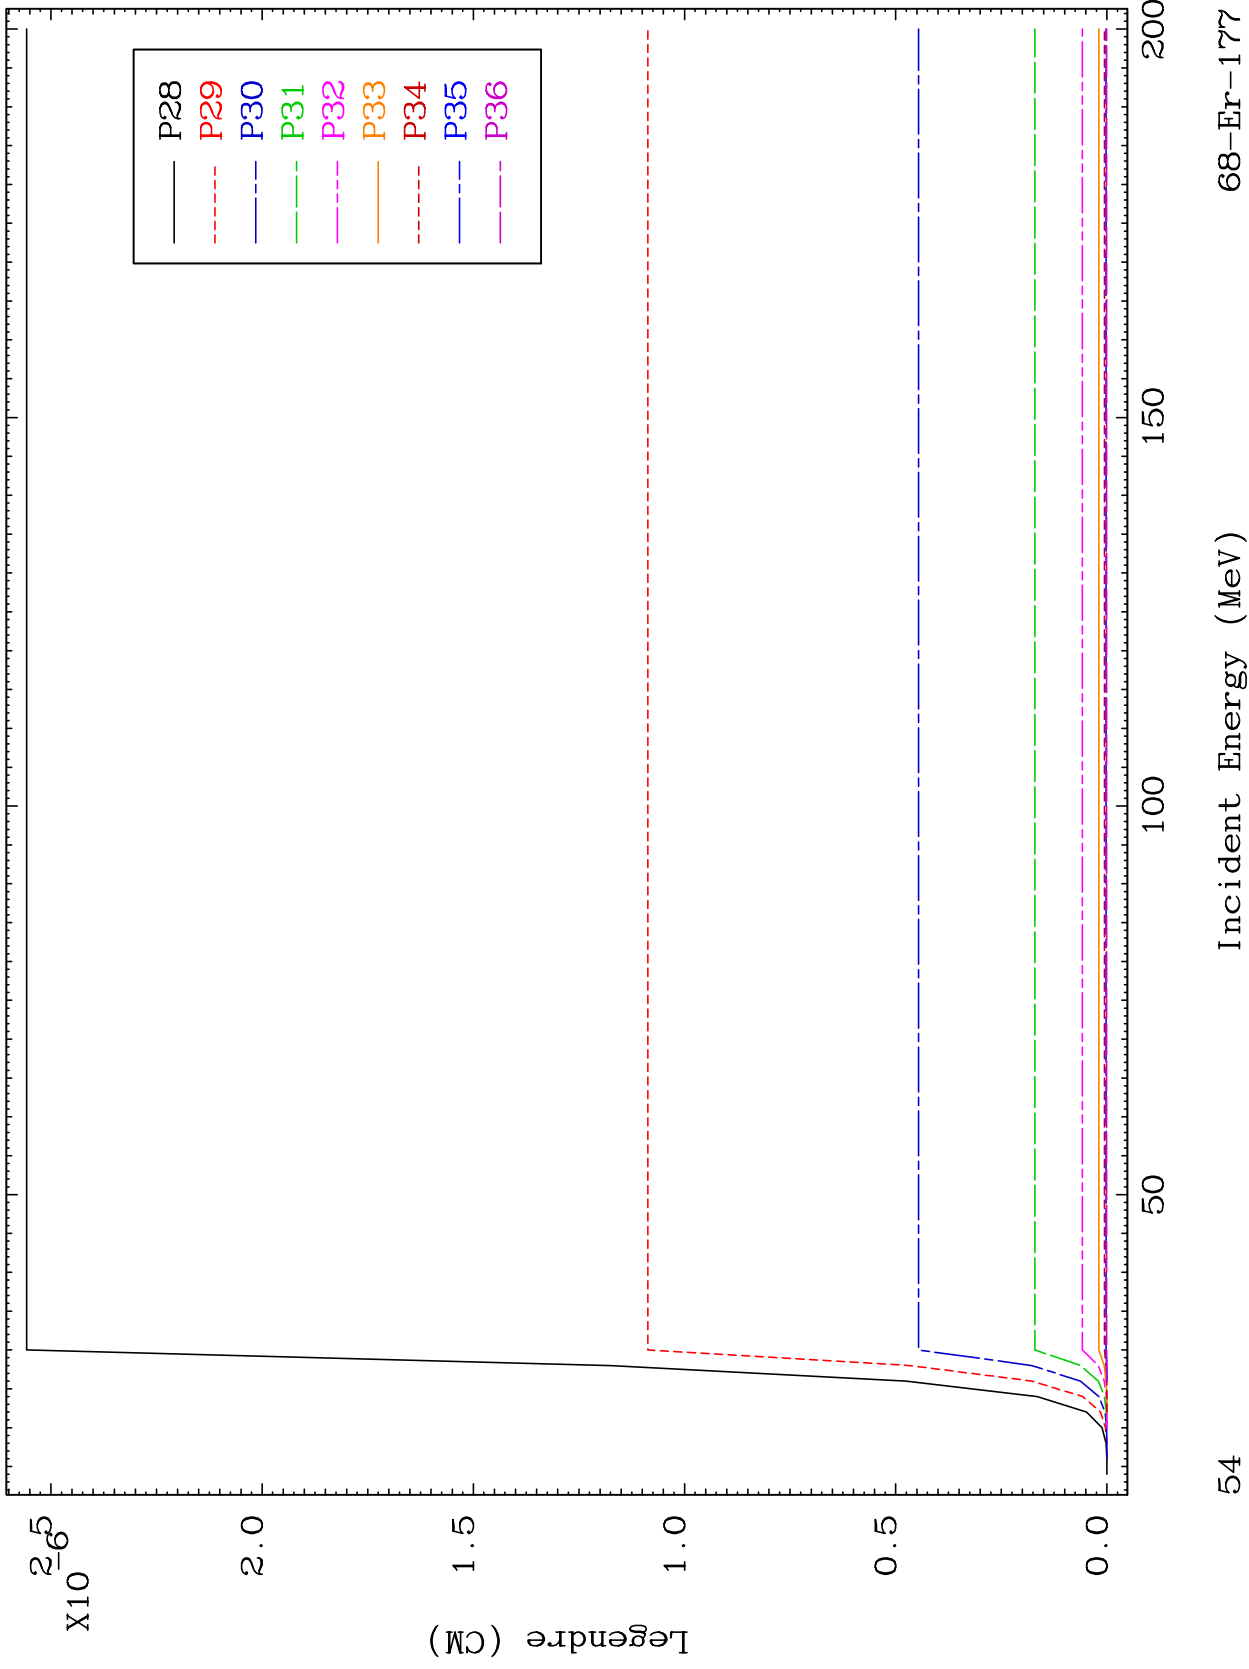 X10
-6
2.5
2.0
1.5
1.0
0.5
0.0
Legendre (CM)
P28
P29
P30
P31
P32
P33
P34
P35
P36
50
100
150
200
Incident Energy (MeV)
54
68-Er-177